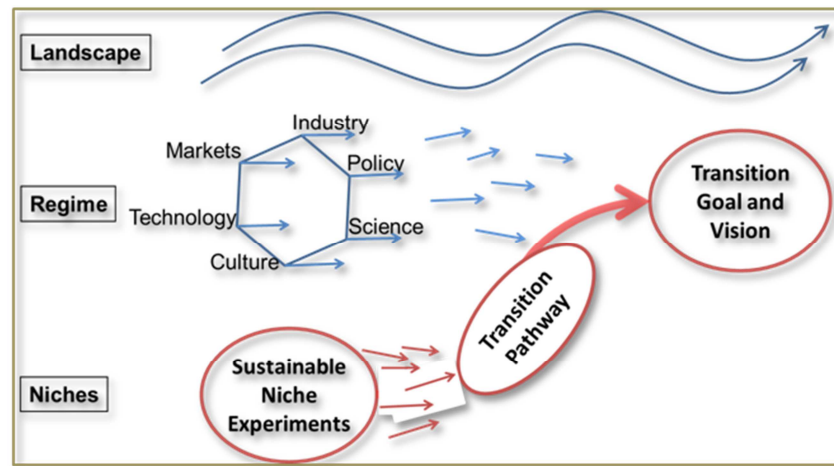 Landscape
Industry
Markets
Policy
Regime
Technology
Science
Culture
Transition
Goal and
Vision
Transition
Pathway
Niches
Sustainable
Niche
Experiments